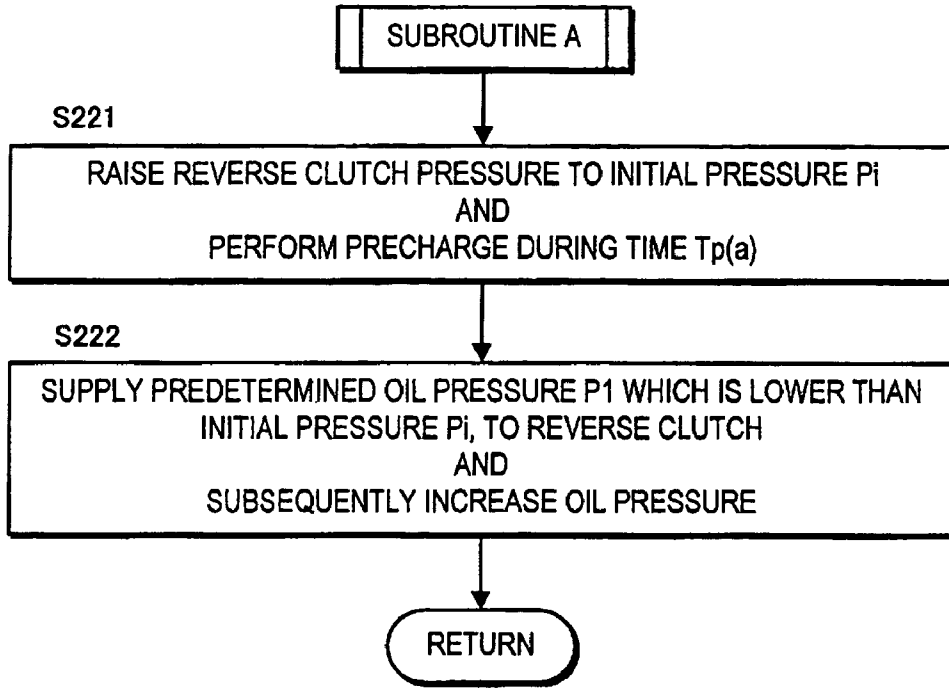 SUBROUTINE A
S221
RAISE REVERSE CLUTCH PRESSURE TO INITIAL PRESSURE Pi
AND
PERFORM PRECHARGE DURING TIME Tp(a)
S222
SUPPLY PREDETERMINED OIL PRESSURE P1 WHICH IS LOWER THAN
INITIAL PRESSURE Pi, TO REVERSE CLUTCH
AND
SUBSEQUENTLY INCREASE OIL PRESSURE
RETURN